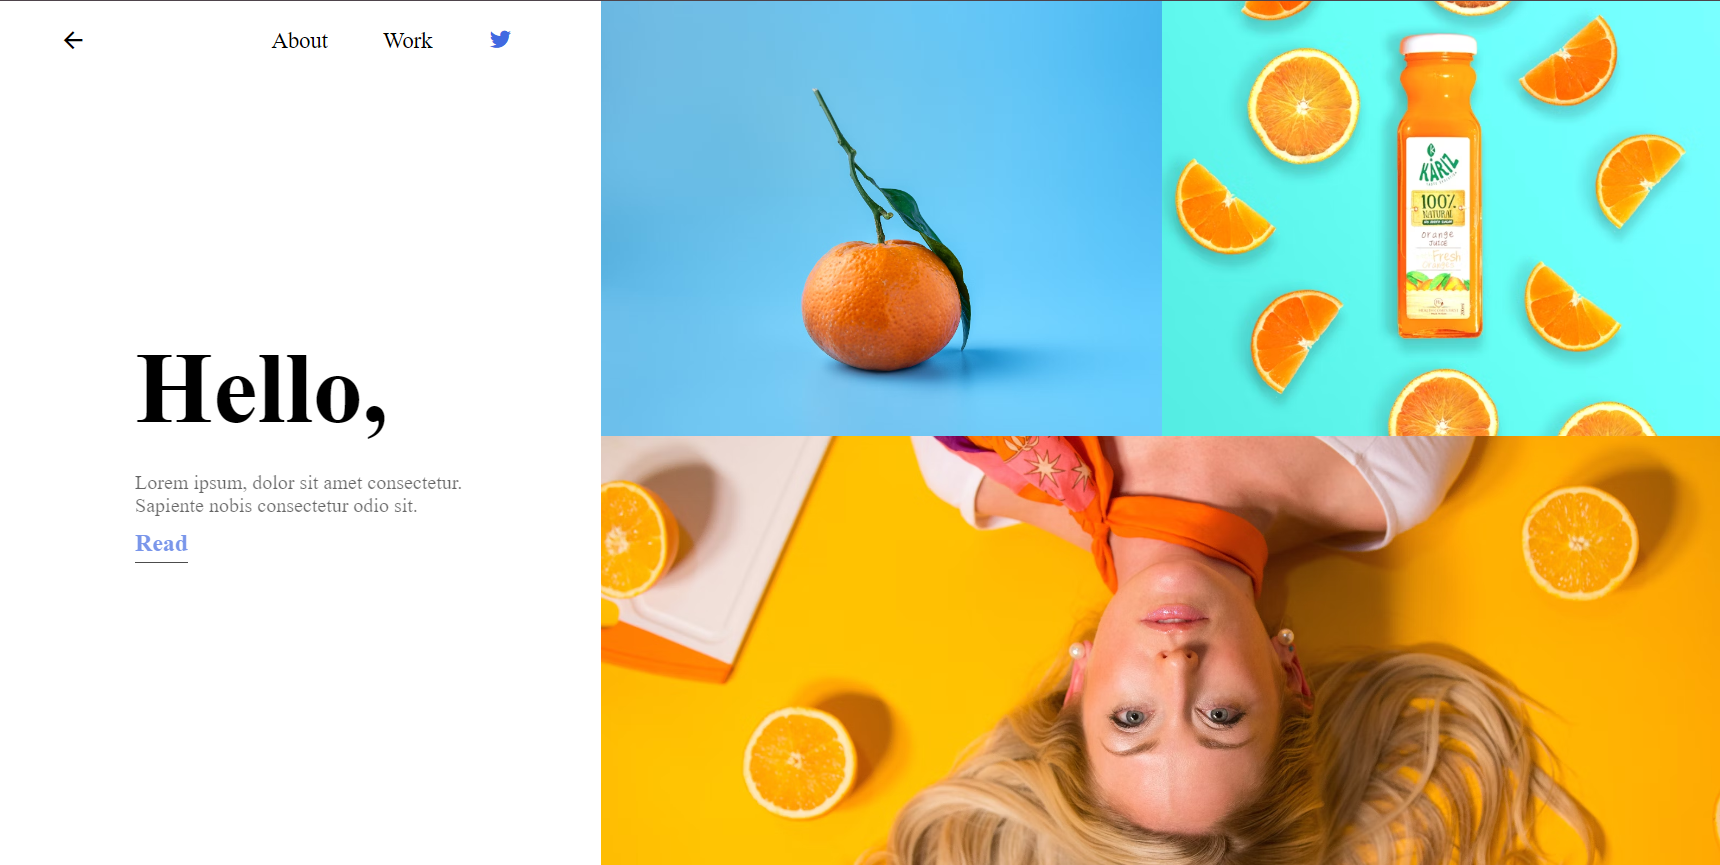 About Work
KARIZ
100%
NATURAL
Orange
JUICE
Fresh
Hello,
Lorem ipsum, dolor sit amet consectetur.
Sapiente nobis consectetur odio sit.
Read